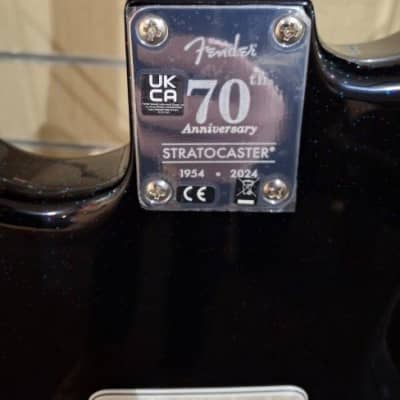 Fender
UK
CA
70th
Anniversary
STRATOCASTER®
1954 • 2024
CE